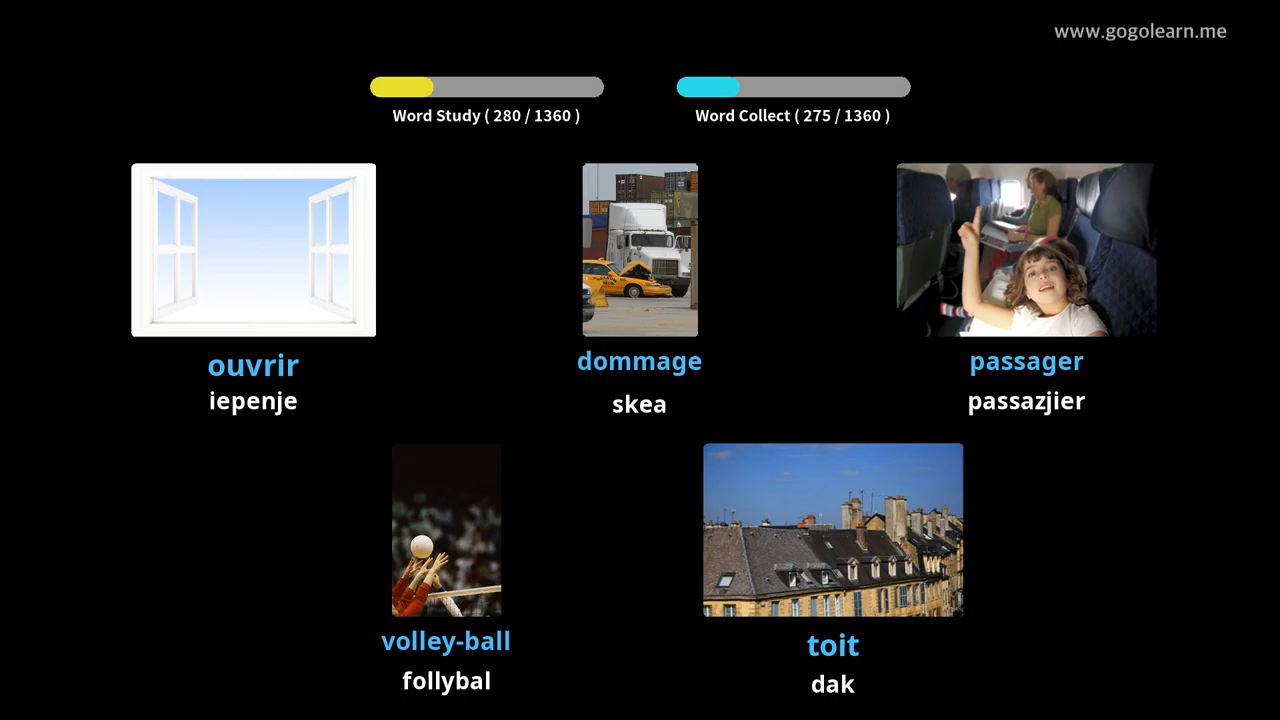 www.gogolearn.me
Word Study ( 280 / 1360 )
Word Collect ( 275 / 1360 )
ouvrir
iepenje
dommage
skea
passager
passazjier
volley-ball
follybal
toit
dak